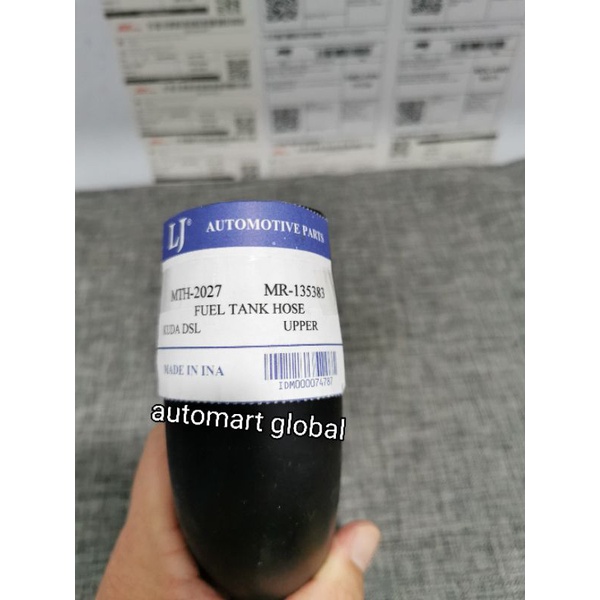 LJ® AUTOMOTIVE PARTS
MTH-2027 MR-135383
FUEL TANK HOSE
KUDA DSL UPPER
MADE IN INA
IDM000074787
automart global